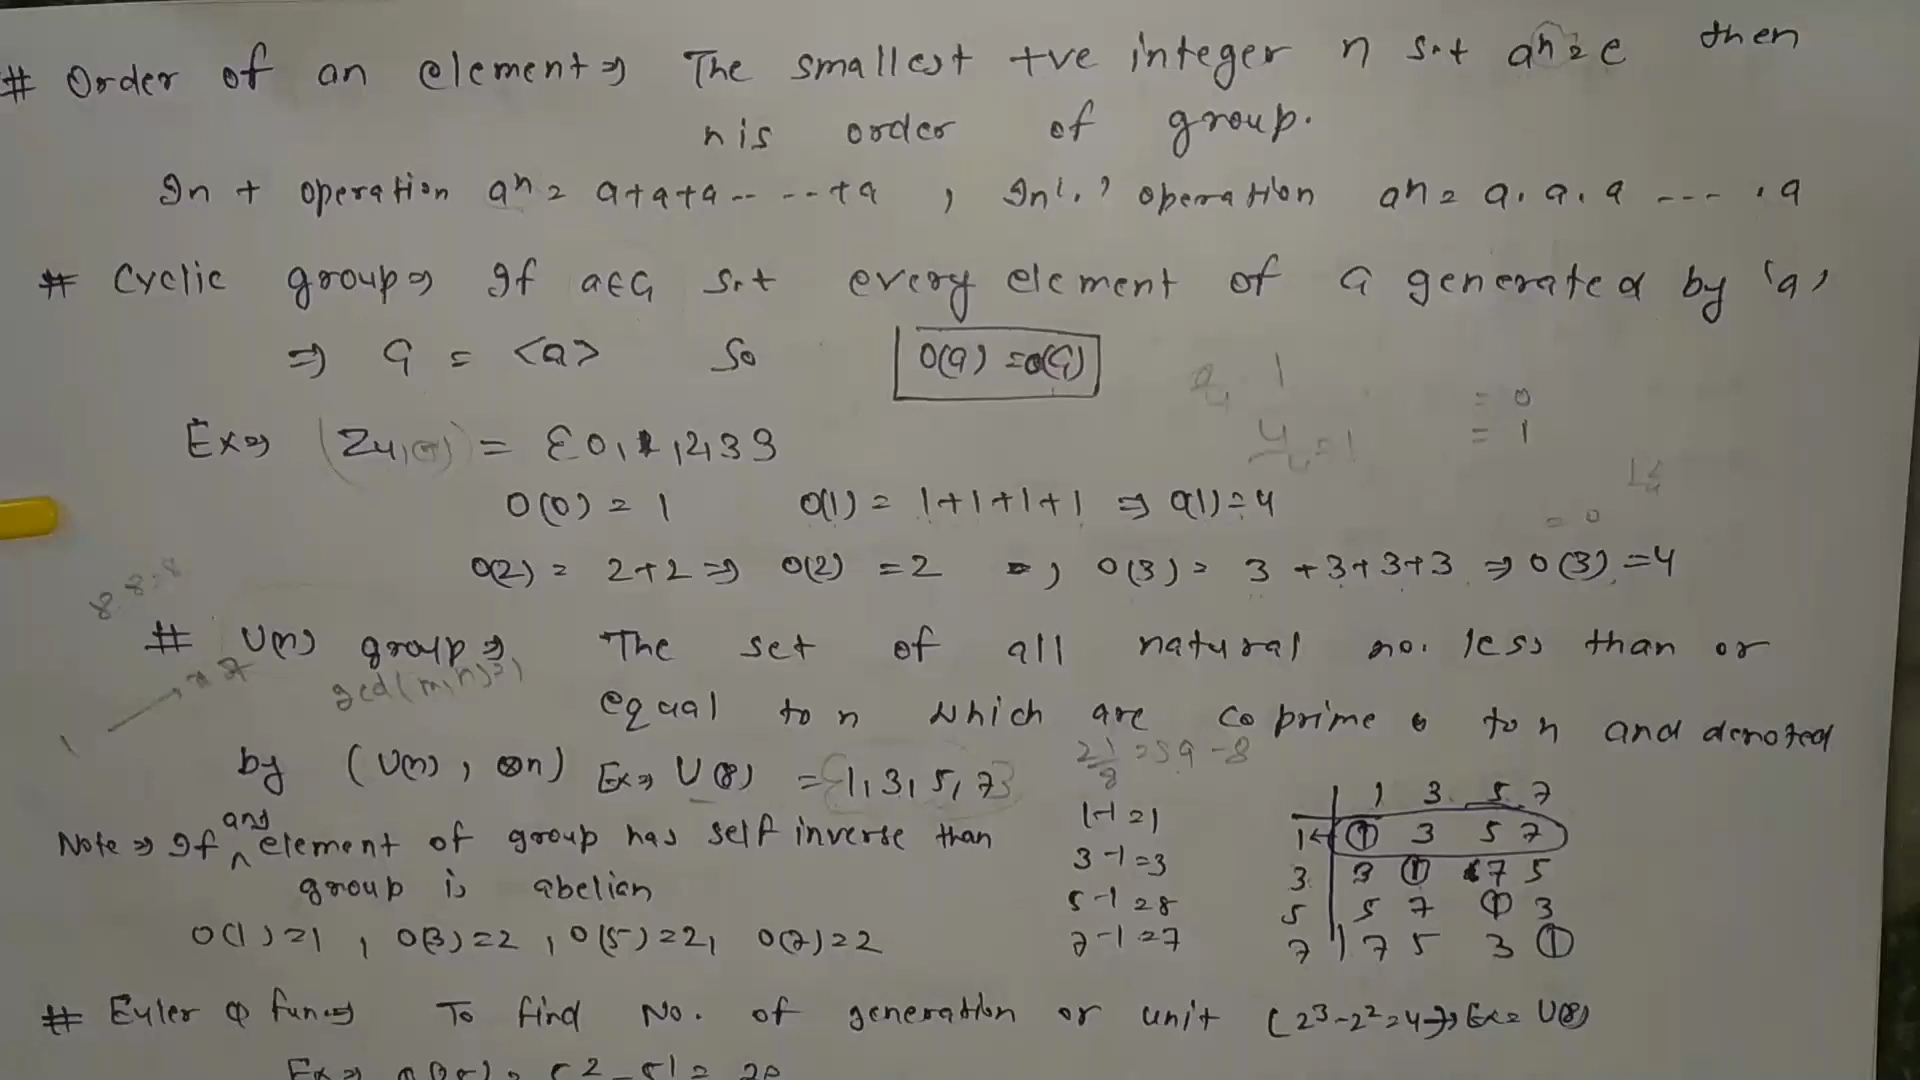 # Order of an element ⇒ The smallest +ve integer n s.t aⁿ = e then
n is order of group.
In + operation aⁿ = a+a+a-- ----+a , In '.' operation aⁿ = a. a. a ---- . a
# Cyclic group ⇒ If a∈G s.t every element of G generated by 'a'
⇒ G = <a> So O(a) = O(G)
Ex ⇒ (Z4, ) = {0,1,2,3}
O(0) = 1 O(1) = 1+1+1+1 ⇒ O(1) = 4
O(2) = 2+2 ⇒ O(2) = 2 , O(3) = 3+3+3+3 ⇒ O(3) = 4
# U(n) group ⇒ The set of all natural no. less than or
gcd(m,n)=1
equal to n which are co prime to n and denoted
by (U(n), ⊗n) Ex ⇒ U(8) = {1,3,5,7}
Note ⇒ If any element of group has self inverse than
group is abelian
O(1)=1 , O(3)=2 , O(5)=2, O(7)=2
1-1 = 1
3-1 = 3
5-1 = 8
7-1 = 7
1 3 5 7
1 1 3 5 7
3 3 1 7 5
5 5 7 1 3
7 7 5 3 1
# Euler φ fun ⇒ To find No. of generation or unit (2³-2²=4 ⇒ Ex = U(8)